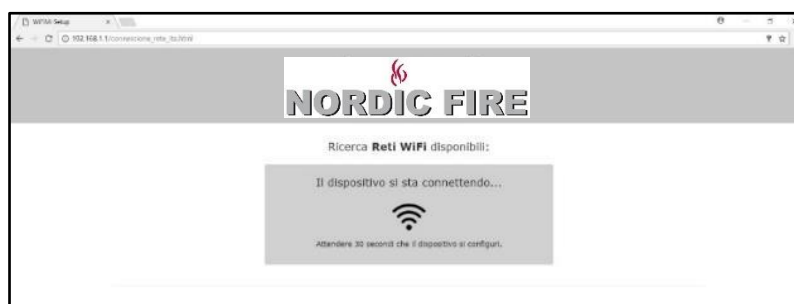 WiFiMi Setup
192.168.1.1/connessione_rete_ita.html
NORDIC FIRE
Ricerca Reti WiFi disponibili:
Il dispositivo si sta connettendo...
Attendere 30 secondi che il dispositivo si configuri.